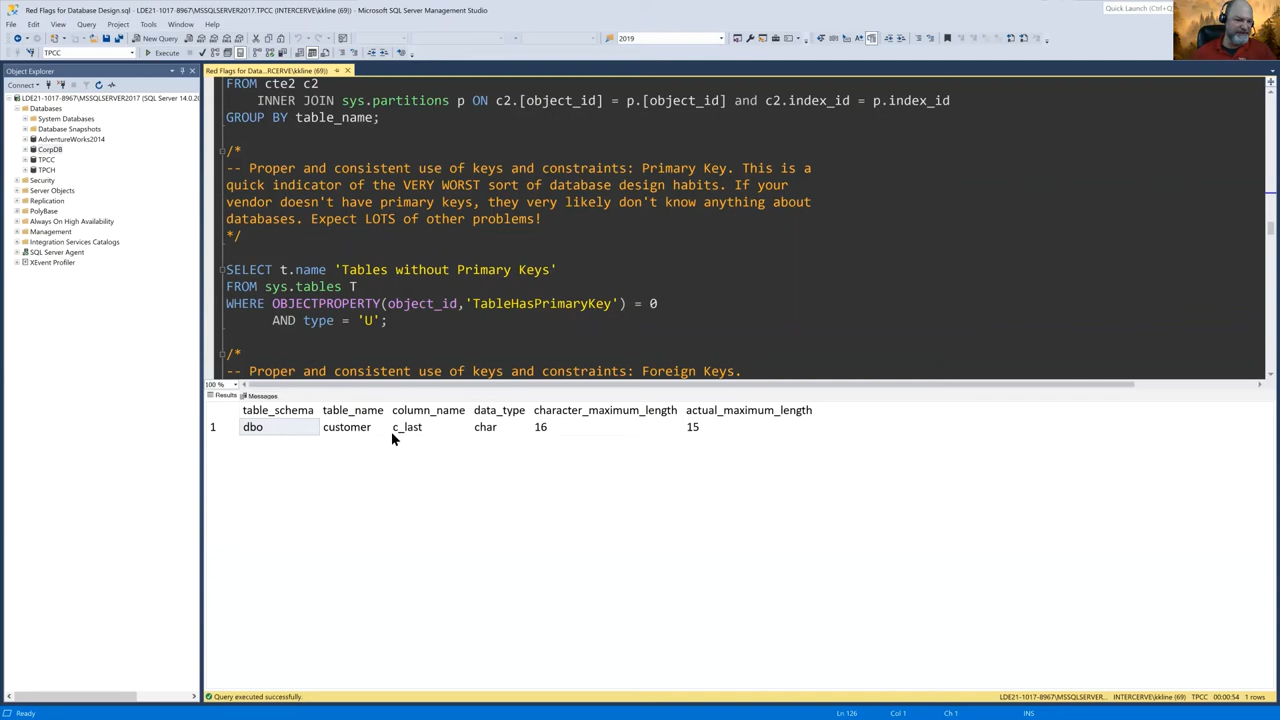 Red Flags for Database Design.sql - LDE21-1017-8967\MSSQLSERVER2017.TPCC (INTERCERVE\kkline (69)) - Microsoft SQL Server Management Studio
Quick Launch (Ctrl+
File Edit View Query Project Tools Window Help
New Query 2019
TPCC Execute
Object Explorer
Connect
LDE21-1017-8967\MSSQLSERVER2017 (SQL Server 14.0.20
Databases
System Databases
Database Snapshots
AdventureWorks2014
CorpDB
TPCC
TPCH
Security
Server Objects
Replication
PolyBase
Always On High Availability
Management
Integration Services Catalogs
SQL Server Agent
XEvent Profiler
Red Flags for Data...RCERVE\kkline (69))
FROM cte2 c2
INNER JOIN sys.partitions p ON c2.[object_id] = p.[object_id] and c2.index_id = p.index_id
GROUP BY table_name;
/*
-- Proper and consistent use of keys and constraints: Primary Key. This is a
quick indicator of the VERY WORST sort of database design habits. If your
vendor doesn't have primary keys, they very likely don't know anything about
databases. Expect LOTS of other problems!
*/
SELECT t.name 'Tables without Primary Keys'
FROM sys.tables T
WHERE OBJECTPROPERTY(object_id,'TableHasPrimaryKey') = 0
AND type = 'U';
/*
-- Proper and consistent use of keys and constraints: Foreign Keys.
100 %
Results Messages
table_schema table_name column_name data_type character_maximum_length actual_maximum_length
1 dbo customer c_last char 16 15
Query executed successfully. LDE21-1017-8967\MSSQLSERVER... INTERCERVE\kkline (69) TPCC 00:00:54 1 rows
Ready Ln 126 Col 1 Ch 1 INS